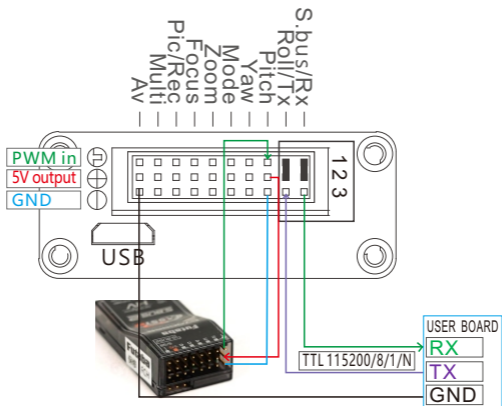 Av
Multi
Pic/Rec
Focus
Zoom
Mode
Yaw
Pitch
Roll/Tx
S.bus/Rx
1 2 3
PWM in
5V output
GND
USB
Futaba
USER BOARD
RX
TTL 115200/8/1/N
TX
GND